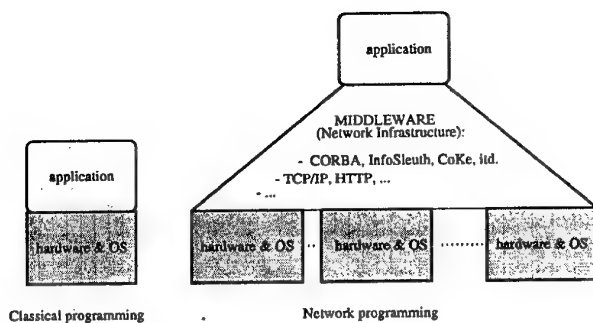 application
MIDDLEWARE
(Network Infrastructure):
- CORBA, InfoSleuth, CoKe, itd.
- TCP/IP, HTTP, ...
- ...
application
hardware & OS
hardware & OS .. hardware & OS ......... hardware & OS
Classical programming
Network programming